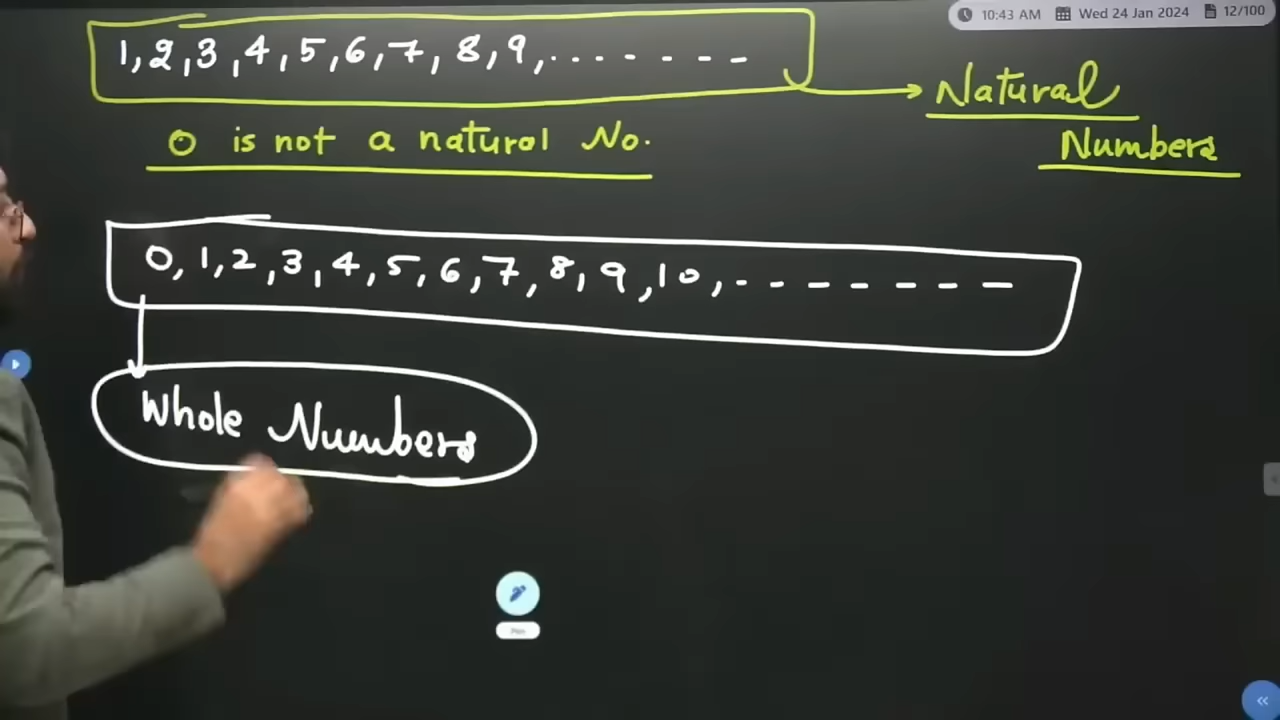 10:43 AM Wed 24 Jan 2024 12/100
1, 2, 3, 4, 5, 6, 7, 8, 9, .......
Natural
Numbers
0 is not a natural No.
0, 1, 2, 3, 4, 5, 6, 7, 8, 9, 10, -------
Whole Numbers
Pen